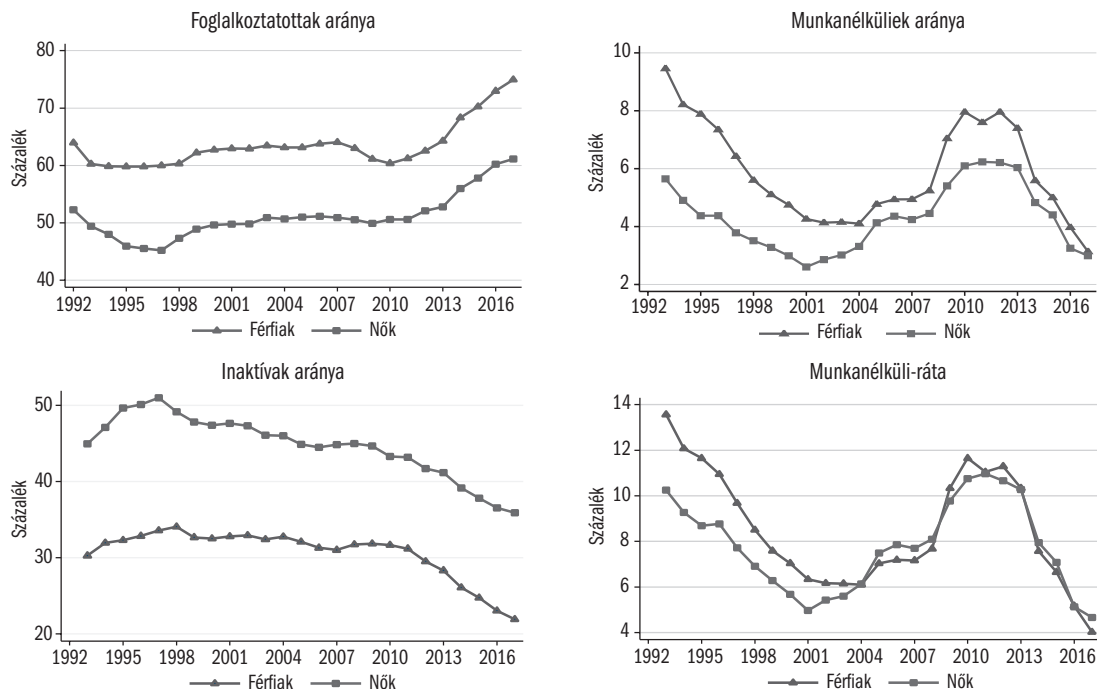 Foglalkoztatottak aránya
Százalék
80
70
60
50
40
1992 1995 1998 2001 2004 2007 2010 2013 2016
Férfiak Nők
Munkanélküliek aránya
Százalék
10
8
6
4
2
1992 1995 1998 2001 2004 2007 2010 2013 2016
Férfiak Nők
Inaktívak aránya
Százalék
50
40
30
20
1992 1995 1998 2001 2004 2007 2010 2013 2016
Férfiak Nők
Munkanélküli-ráta
Százalék
14
12
10
8
6
4
1992 1995 1998 2001 2004 2007 2010 2013 2016
Férfiak Nők